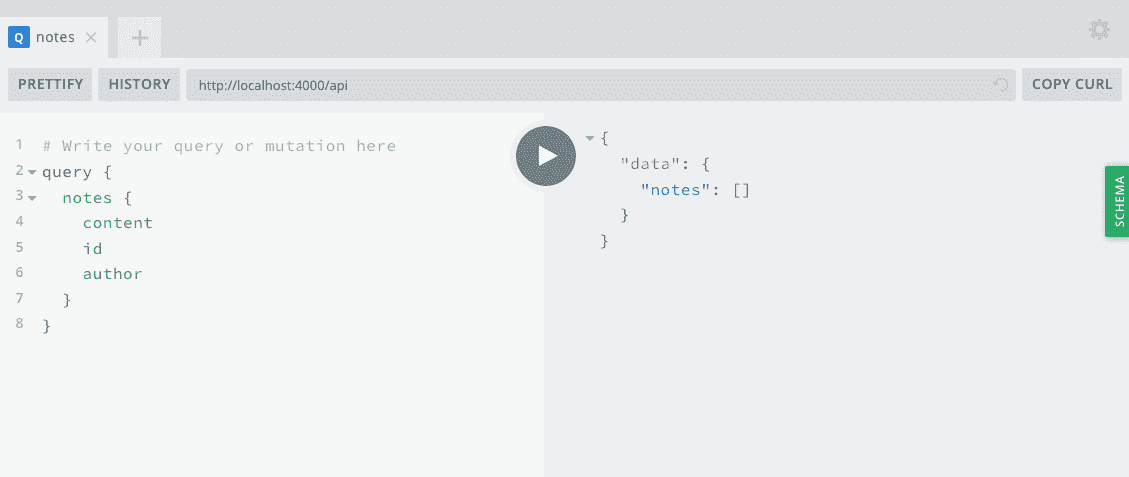 Q notes
PRETTIFY HISTORY http://localhost:4000/api COPY CURL
1 # Write your query or mutation here
2 query {
3 notes {
4 content
5 id
6 author
7 }
8 }
{
"data": {
"notes": []
}
}
SCHEMA